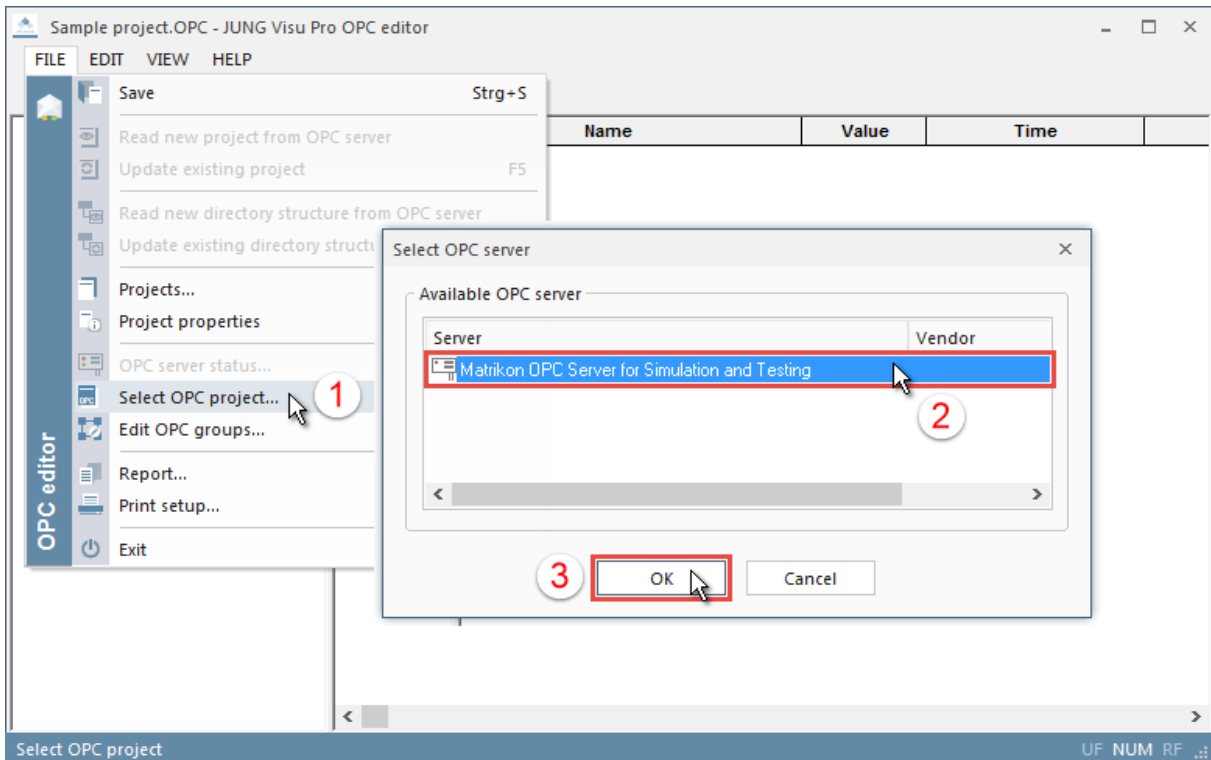 Sample project.OPC - JUNG Visu Pro OPC editor
FILE EDIT VIEW HELP
Save Strg+S
Read new project from OPC server
Update existing project F5
Read new directory structure from OPC server
Update existing directory structu
Projects...
Project properties
OPC server status...
Select OPC project...
1
Edit OPC groups...
Report...
Print setup...
Exit
OPC editor
Name Value Time
Select OPC server
Available OPC server
Server Vendor
Matrikon OPC Server for Simulation and Testing
2
3
OK Cancel
Select OPC project UF NUM RF